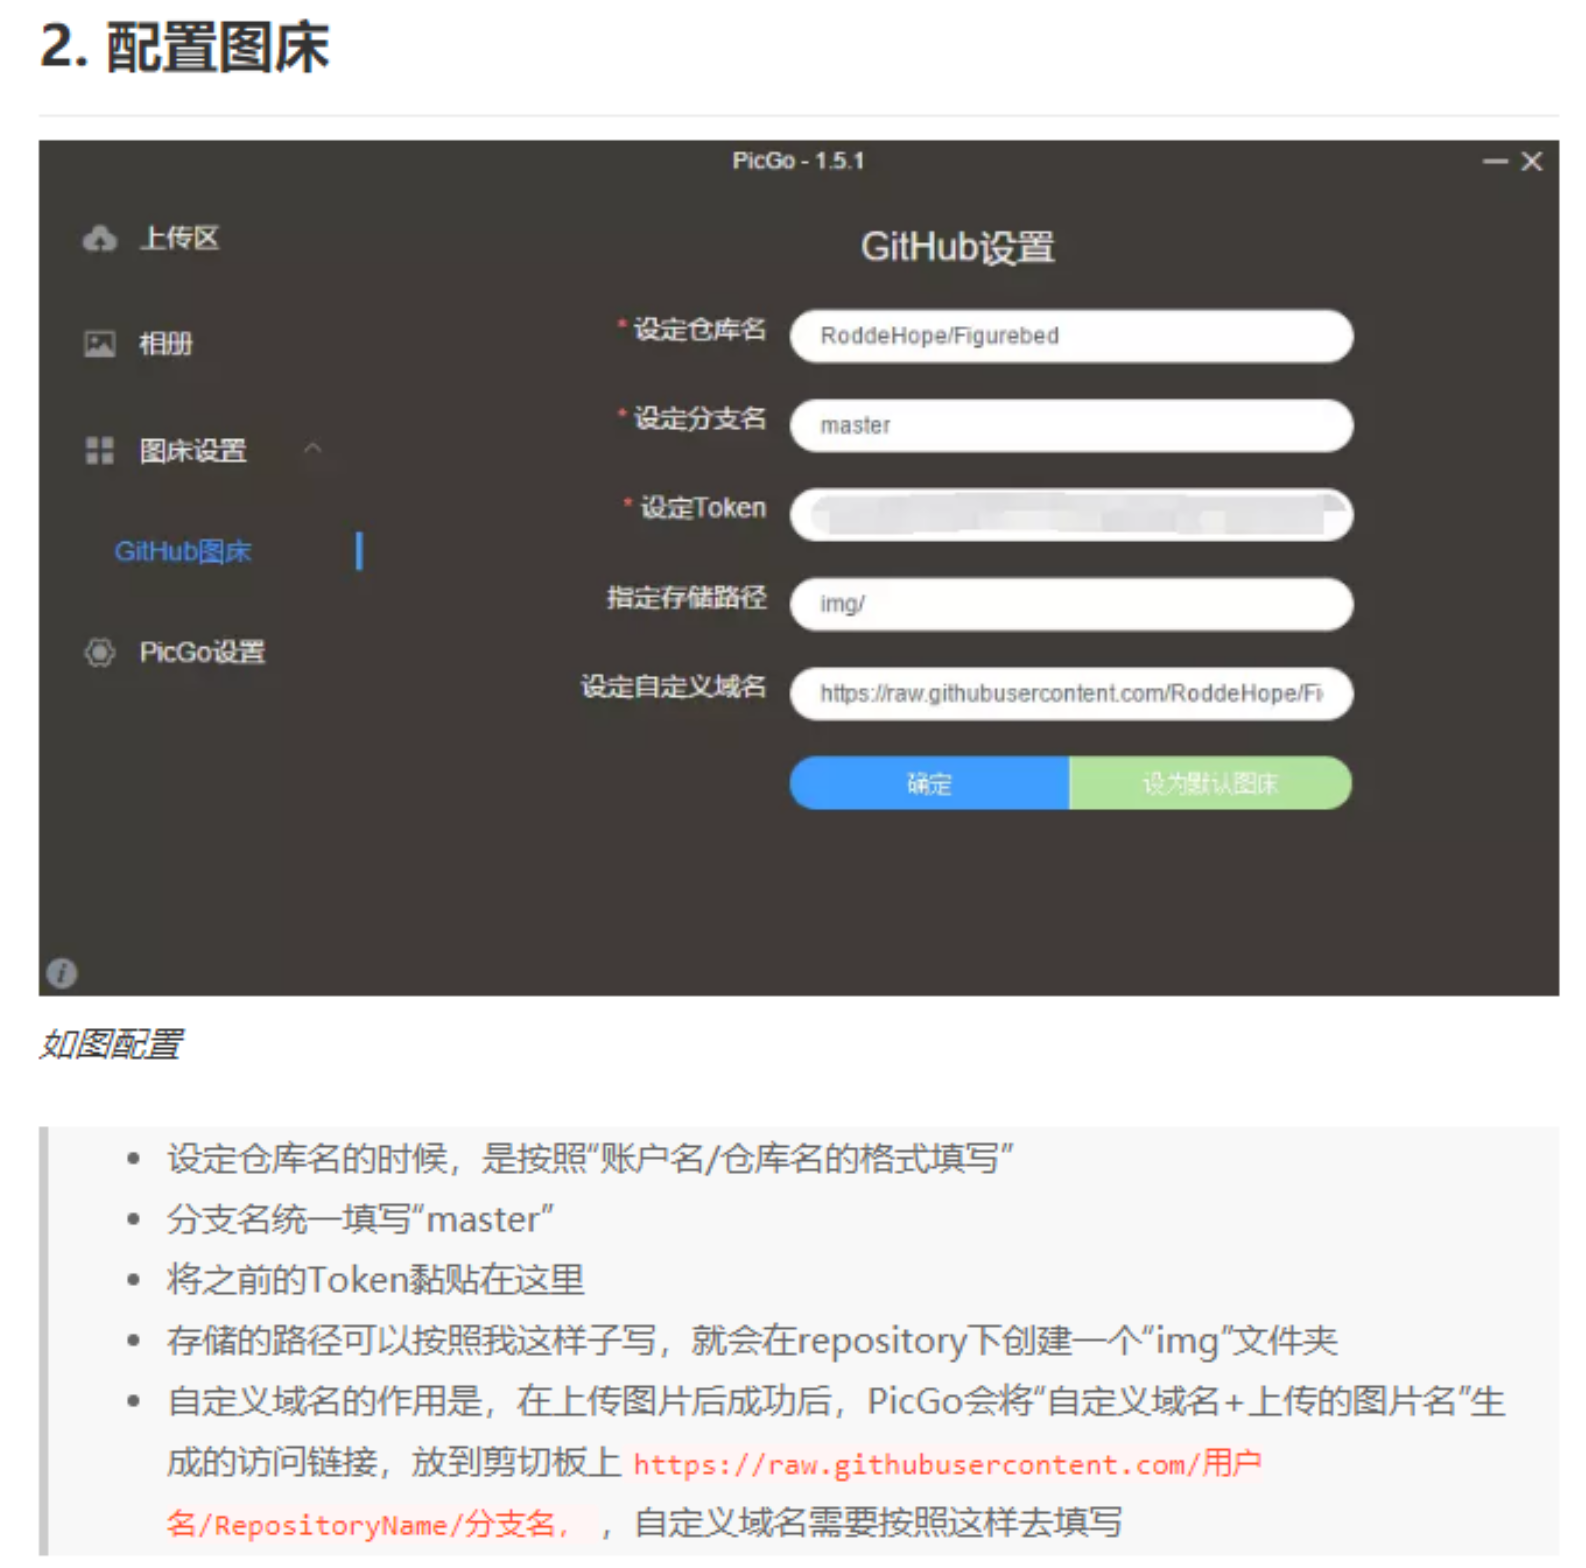 2. 配置图床
PicGo - 1.5.1
上传区
相册
图床设置
GitHub图床
PicGo设置
GitHub设置
* 设定仓库名
RoddeHope/Figurebed
* 设定分支名
master
* 设定Token
指定存储路径
img/
设定自定义域名
https://raw.githubusercontent.com/RoddeHope/Fi
确定
设为默认图床
如图配置
设定仓库名的时候，是按照“账户名/仓库名的格式填写”
分支名统一填写“master”
将之前的Token黏贴在这里
存储的路径可以按照我这样子写，就会在repository下创建一个“img”文件夹
自定义域名的作用是，在上传图片后成功后，PicGo会将“自定义域名+上传的图片名”生
成的访问链接，放到剪切板上 https://raw.githubusercontent.com/用户
名/RepositoryName/分支名， ，自定义域名需要按照这样去填写